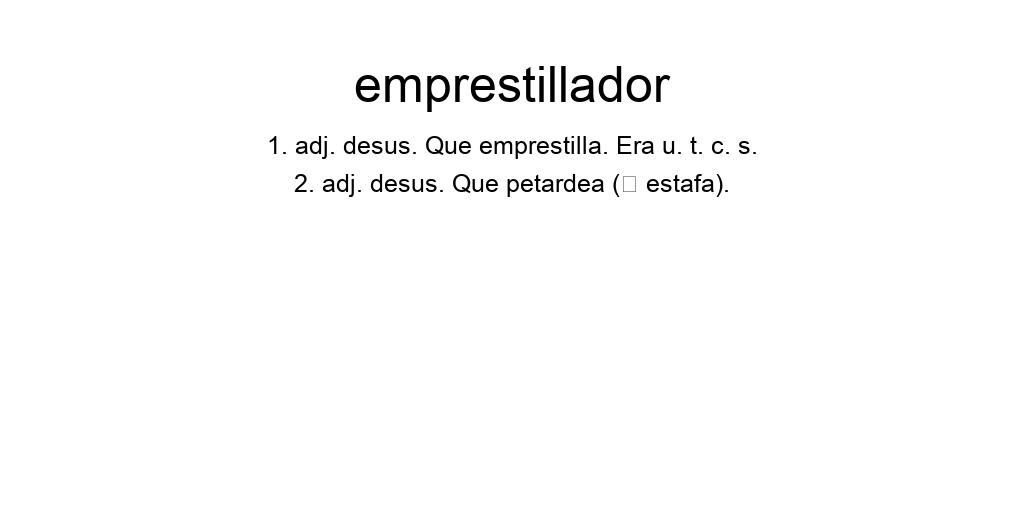 emprestillador
1. adj. desus. Que emprestilla. Era u. t. c. s.
2. adj. desus. Que petardea (□ estafa).